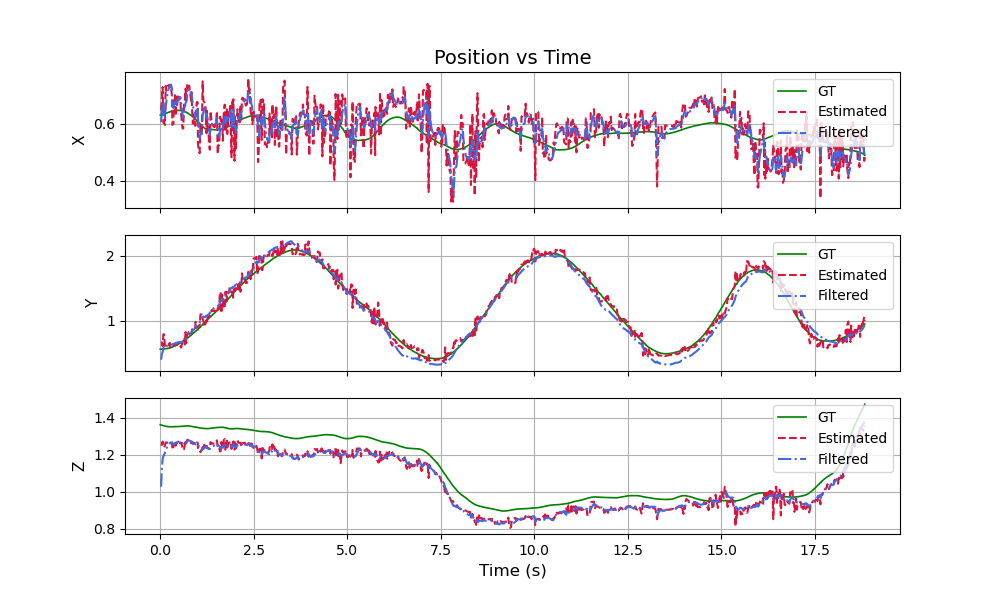 Position vs Time
X
0.6
0.4
GT
Estimated
Filtered
Y
2
1
GT
Estimated
Filtered
Z
1.4
1.2
1.0
0.8
GT
Estimated
Filtered
0.0 2.5 5.0 7.5 10.0 12.5 15.0 17.5
Time (s)